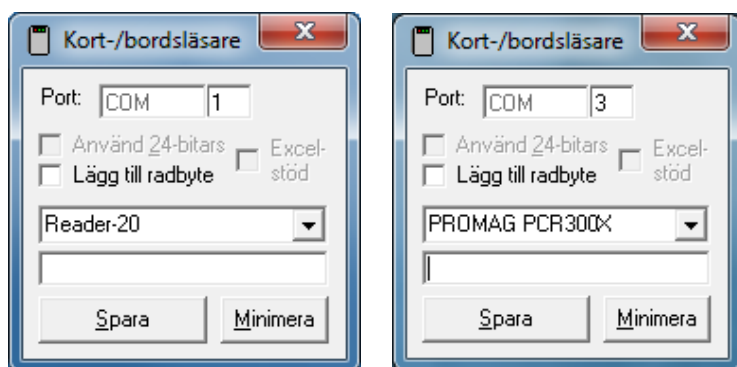 Kort-/bordsläsare
Port: COM 1
Använd 24-bitars
Excel-stöd
Lägg till radbyte
Reader-20
Spara Minimera
Kort-/bordsläsare
Port: COM 3
Använd 24-bitars
Excel-stöd
Lägg till radbyte
PROMAG PCR300X
Spara Minimera